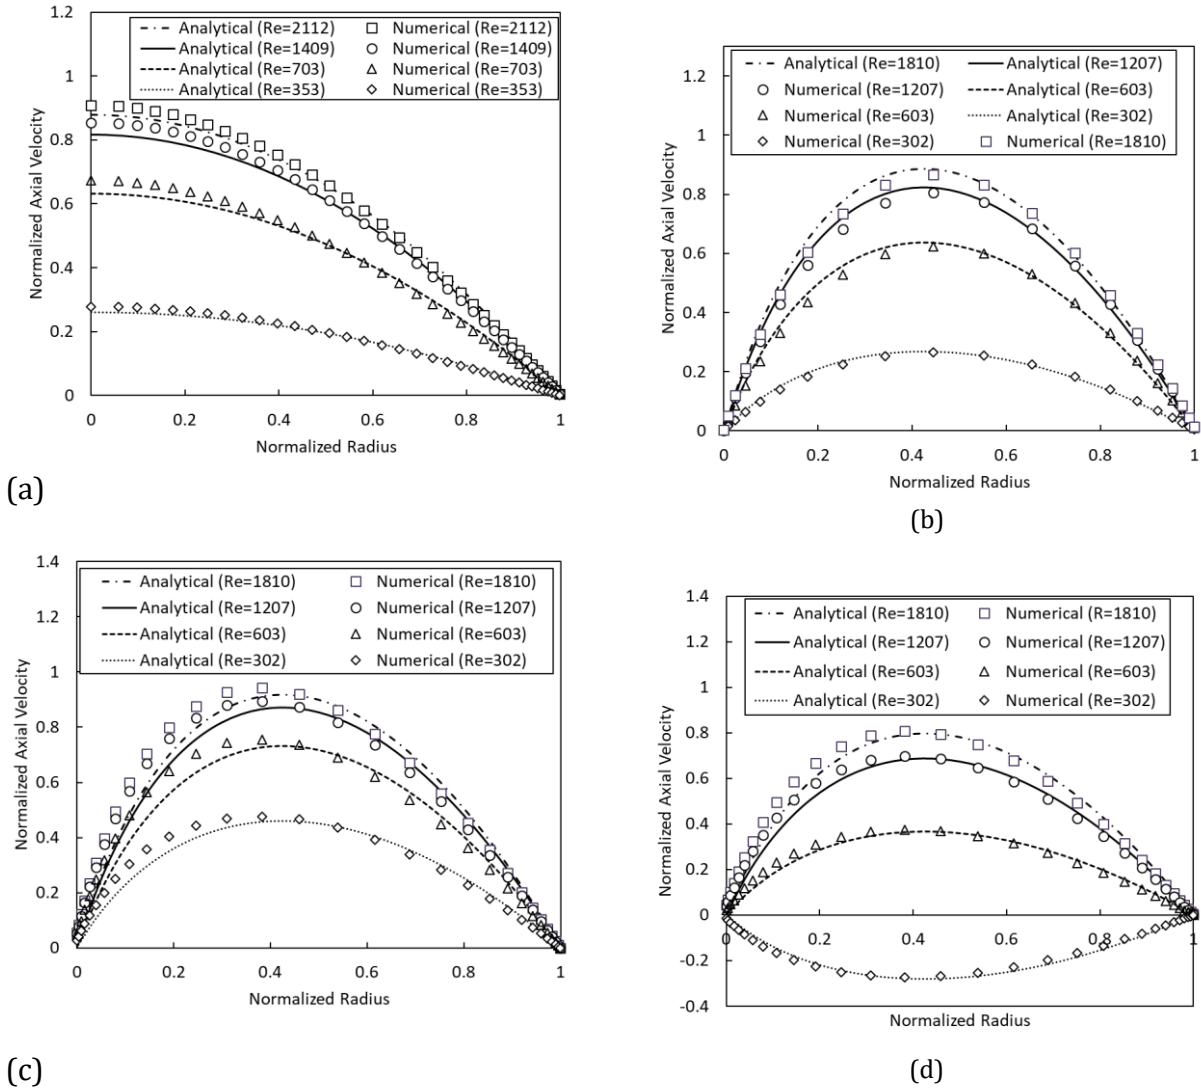 1.2
1
0.8
0.6
0.4
0.2
0
Normalized Axial Velocity
Analytical (Re=2112) Numerical (Re=2112)
Analytical (Re=1409) Numerical (Re=1409)
Analytical (Re=703) Numerical (Re=703)
Analytical (Re=353) Numerical (Re=353)
0 0.2 0.4 0.6 0.8 1
Normalized Radius
(a)
1.2
1
0.8
0.6
0.4
0.2
0
Normalized Axial Velocity
Analytical (Re=1810) Analytical (Re=1207)
Numerical (Re=1207) Analytical (Re=603)
Numerical (Re=603) Analytical (Re=302)
Numerical (Re=302) Numerical (Re=1810)
0 0.2 0.4 0.6 0.8 1
Normalized Radius
(b)
1.4
1.2
1
0.8
0.6
0.4
0.2
0
Normalized Axial Velocity
Analytical (Re=1810) Numerical (Re=1810)
Analytical (Re=1207) Numerical (Re=1207)
Analytical (Re=603) Numerical (Re=603)
Analytical (Re=302) Numerical (Re=302)
0 0.2 0.4 0.6 0.8 1
Normalized Radius
(c)
1.4
1.2
1
0.8
0.6
0.4
0.2
0
-0.2
-0.4
Normalized Axial Velocity
Analytical (Re=1810) Numerical (R=1810)
Analytical (Re=1207) Numerical (Re=1207)
Analytical (Re=603) Numerical (Re=603)
Analytical (Re=302) Numerical (Re=302)
0 0.2 0.4 0.6 0.8 1
Normalized Radius
(d)